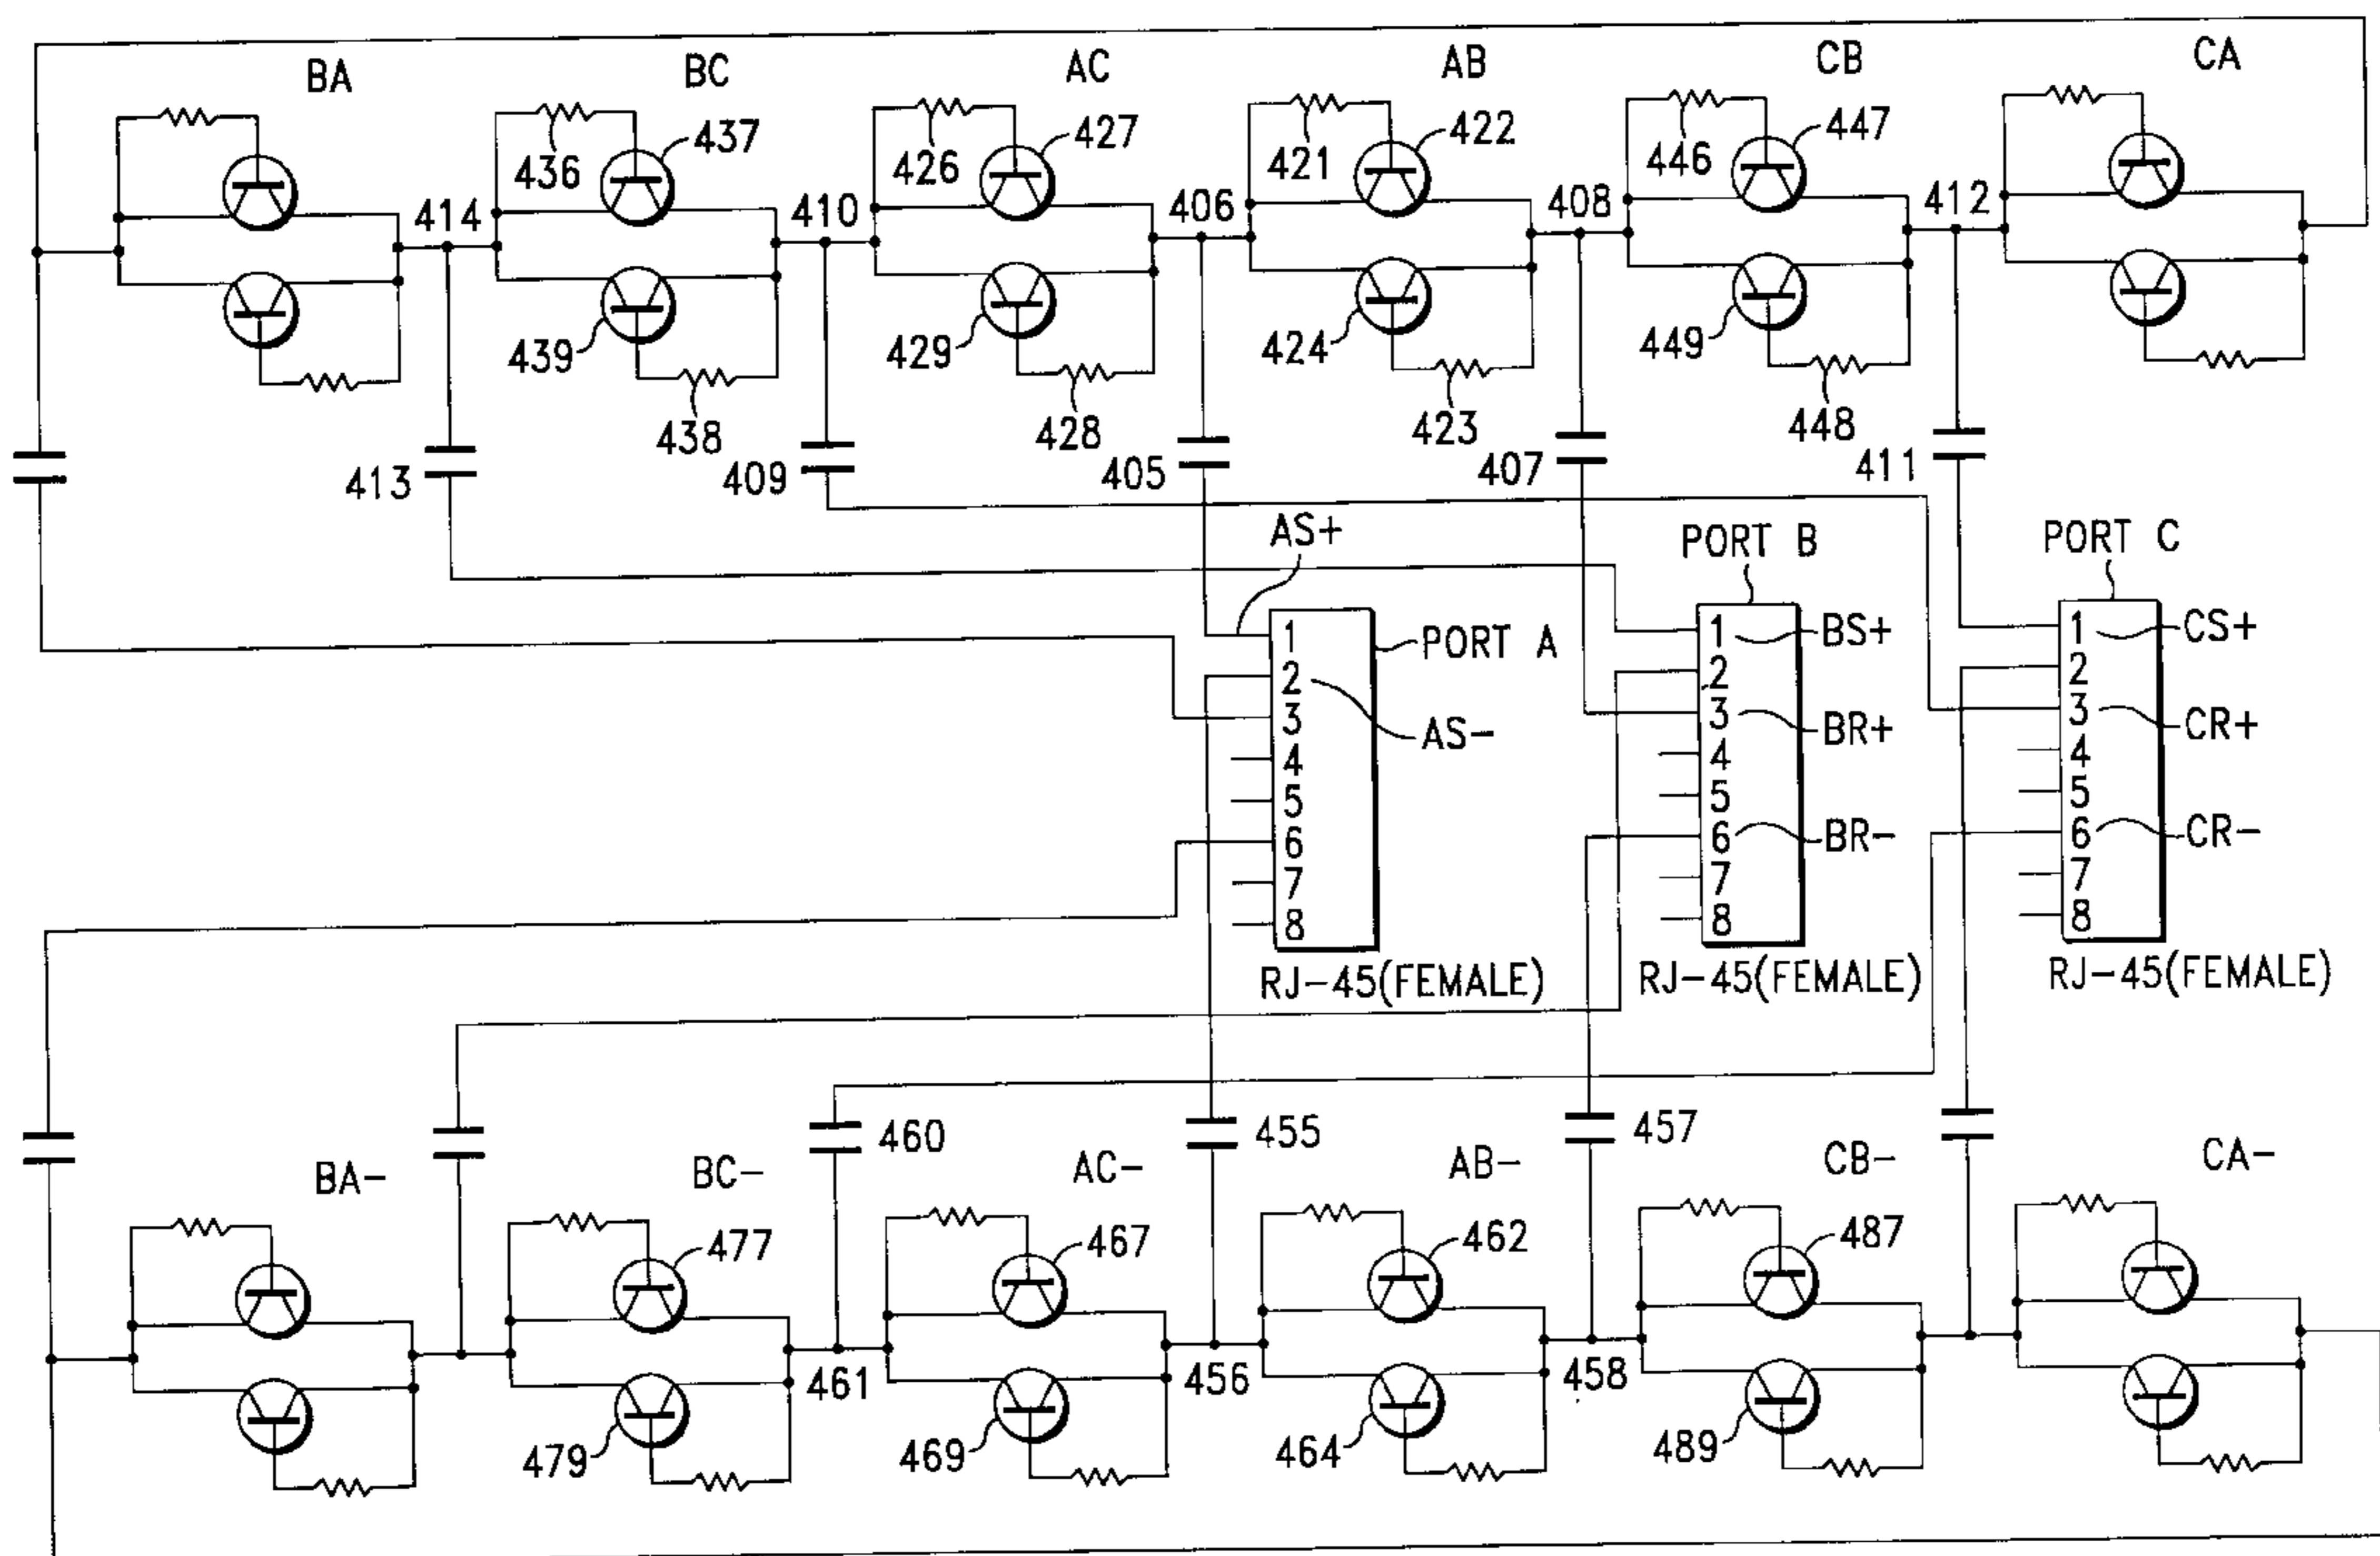 BA BC AC AB CB CA
437 427 422 447
436 426 421 446
414 410 406 408 412
439 429 424 449
438 428 423 448
413 409 405 407 411
AS+ PORT B PORT C
1 PORT A 1 BS+ 1 CS+
2 2 2
3 AS- 3 BR+ 3 CR+
4 4 4
5 5 5
6 6 BR- 6 CR-
7 7 7
8 8 8
RJ-45(FEMALE) RJ-45(FEMALE) RJ-45(FEMALE)
460 455 457
BA- BC- AC- AB- CB- CA-
477 467 462 487
461 456 458
479 469 464 489